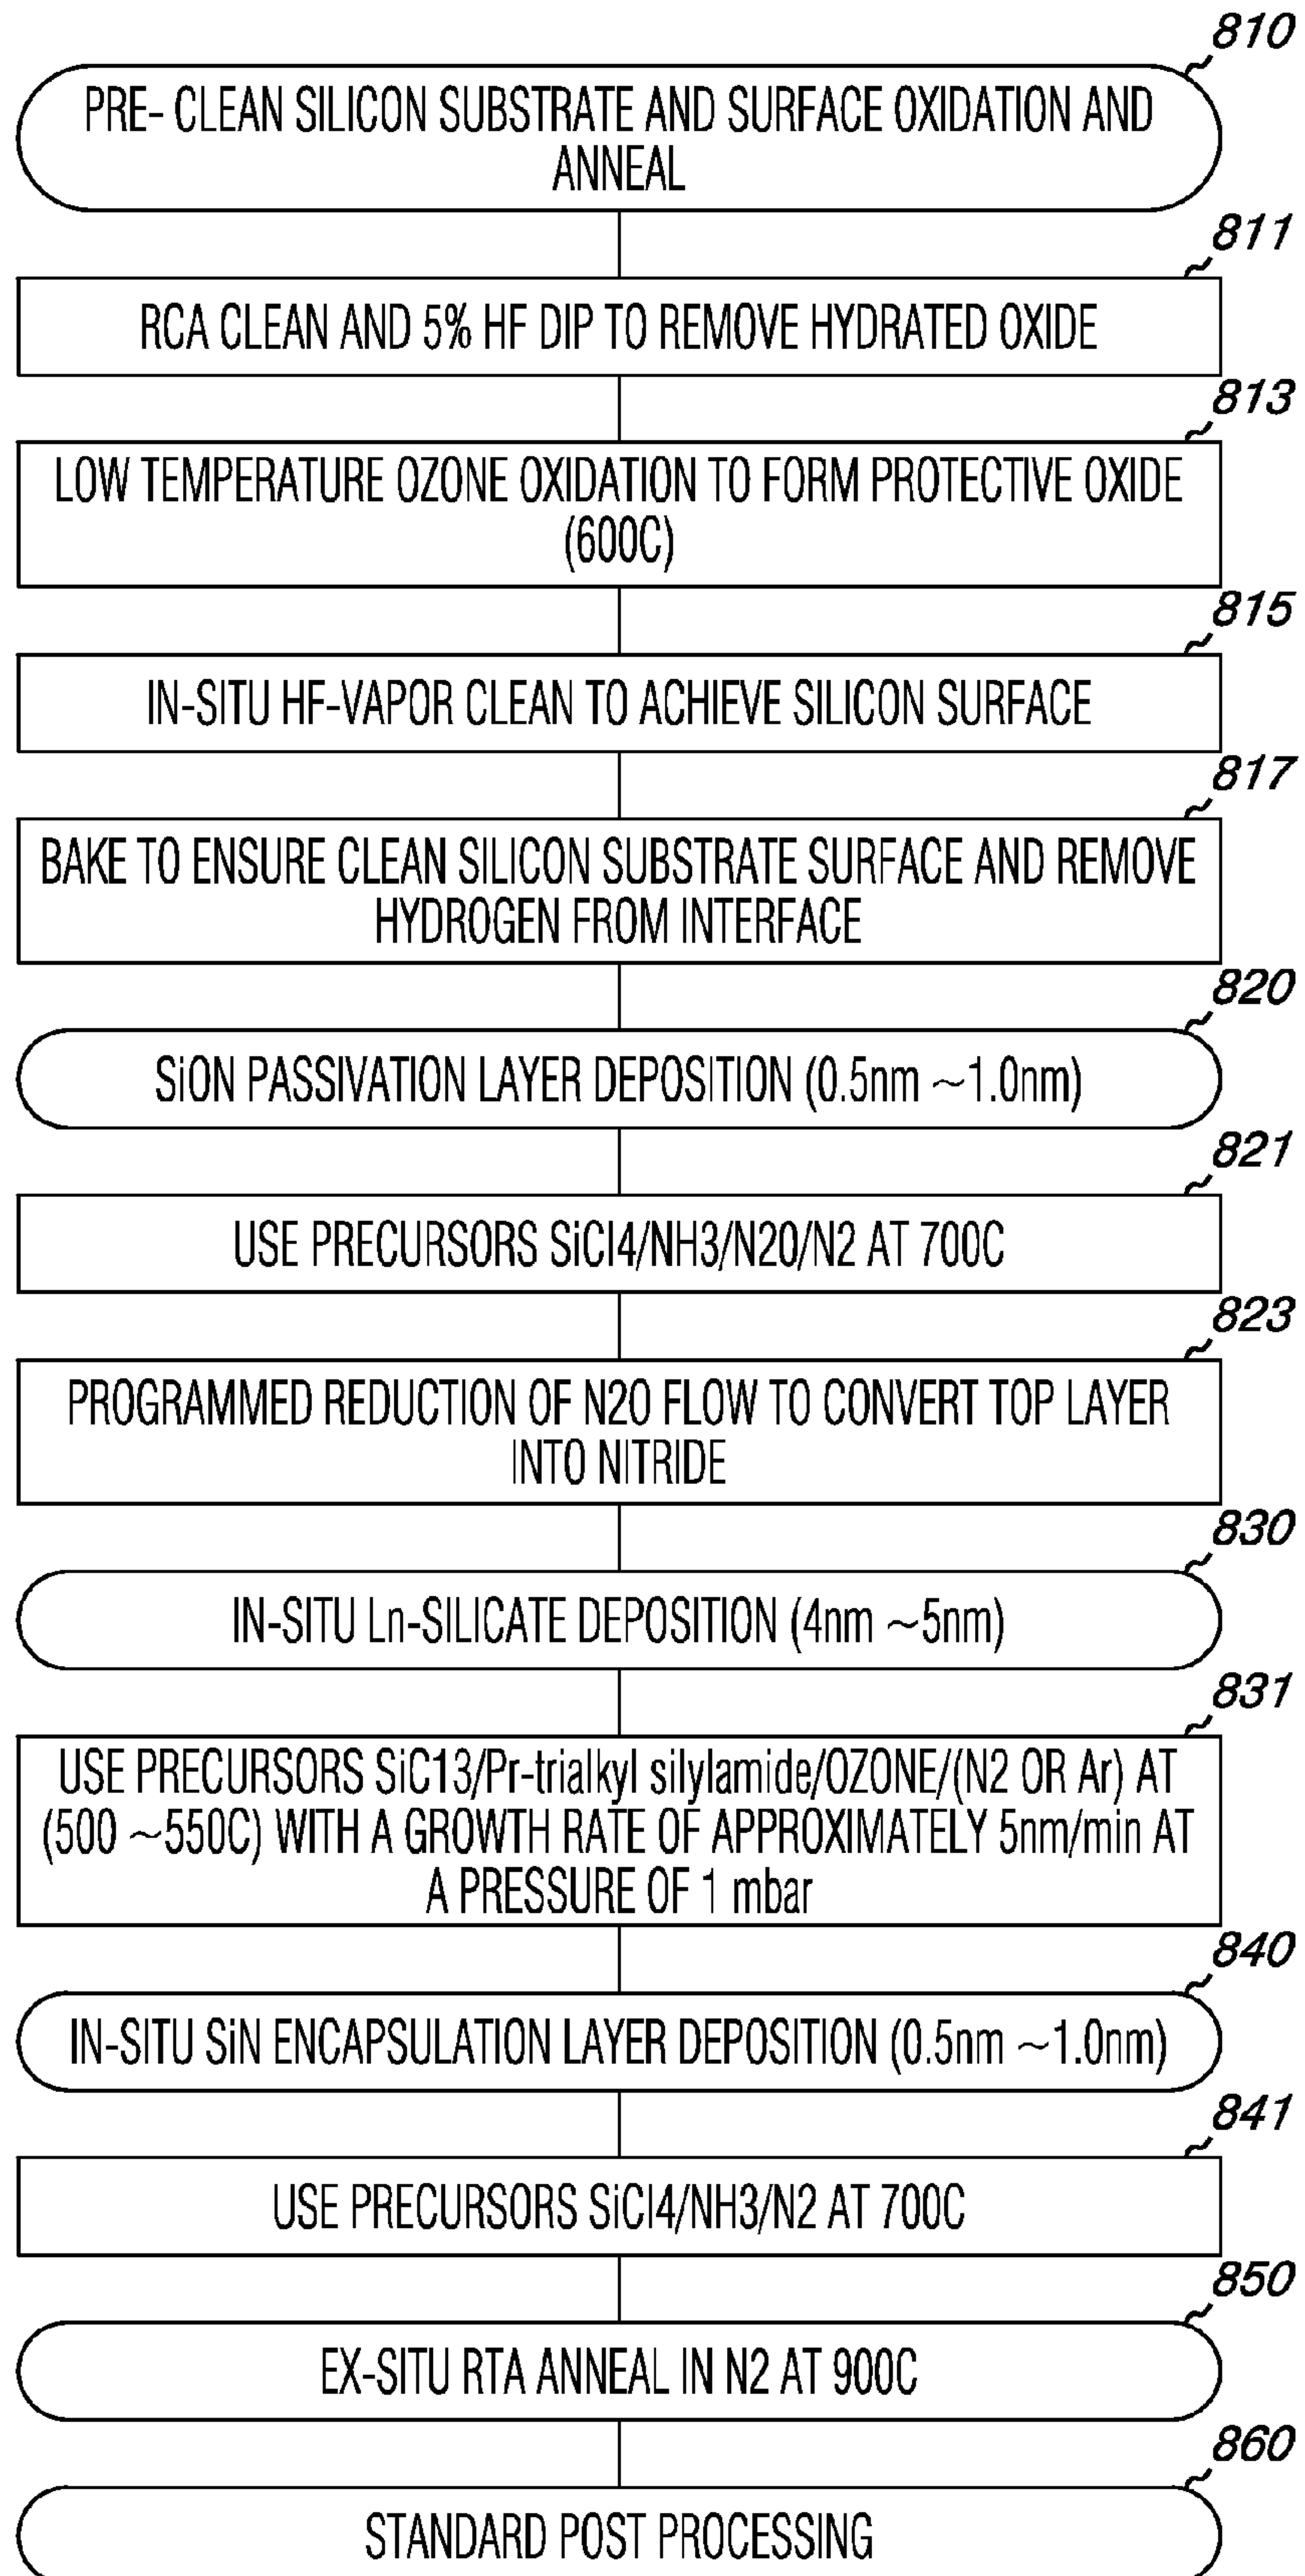 810
PRE- CLEAN SILICON SUBSTRATE AND SURFACE OXIDATION AND
ANNEAL
811
RCA CLEAN AND 5% HF DIP TO REMOVE HYDRATED OXIDE
813
LOW TEMPERATURE OZONE OXIDATION TO FORM PROTECTIVE OXIDE
(600C)
815
IN-SITU HF-VAPOR CLEAN TO ACHIEVE SILICON SURFACE
817
BAKE TO ENSURE CLEAN SILICON SUBSTRATE SURFACE AND REMOVE
HYDROGEN FROM INTERFACE
820
SiON PASSIVATION LAYER DEPOSITION (0.5nm ~1.0nm)
821
USE PRECURSORS SiCl4/NH3/N20/N2 AT 700C
823
PROGRAMMED REDUCTION OF N2O FLOW TO CONVERT TOP LAYER
INTO NITRIDE
830
IN-SITU Ln-SILICATE DEPOSITION (4nm ~5nm)
831
USE PRECURSORS SiC13/Pr-trialkyl silylamide/OZONE/(N2 OR Ar) AT
(500 ~550C) WITH A GROWTH RATE OF APPROXIMATELY 5nm/min AT
A PRESSURE OF 1 mbar
840
IN-SITU SiN ENCAPSULATION LAYER DEPOSITION (0.5nm ~1.0nm)
841
USE PRECURSORS SiCl4/NH3/N2 AT 700C
850
EX-SITU RTA ANNEAL IN N2 AT 900C
860
STANDARD POST PROCESSING